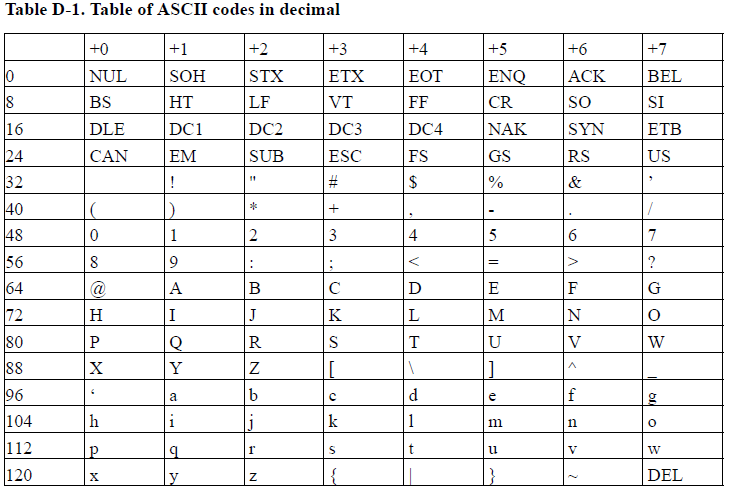 Table D-1. Table of ASCII codes in decimal
+0 +1 +2 +3 +4 +5 +6 +7
0 NUL SOH STX ETX EOT ENQ ACK BEL
8 BS HT LF VT FF CR SO SI
16 DLE DC1 DC2 DC3 DC4 NAK SYN ETB
24 CAN EM SUB ESC FS GS RS US
32 ! " # $ % & ’
40 ( ) * + , - . /
48 0 1 2 3 4 5 6 7
56 8 9 : ; < = > ?
64 @ A B C D E F G
72 H I J K L M N O
80 P Q R S T U V W
88 X Y Z [ \ ] ^ _
96 ‘ a b c d e f g
104 h i j k l m n o
112 p q r s t u v w
120 x y z { | } ~ DEL